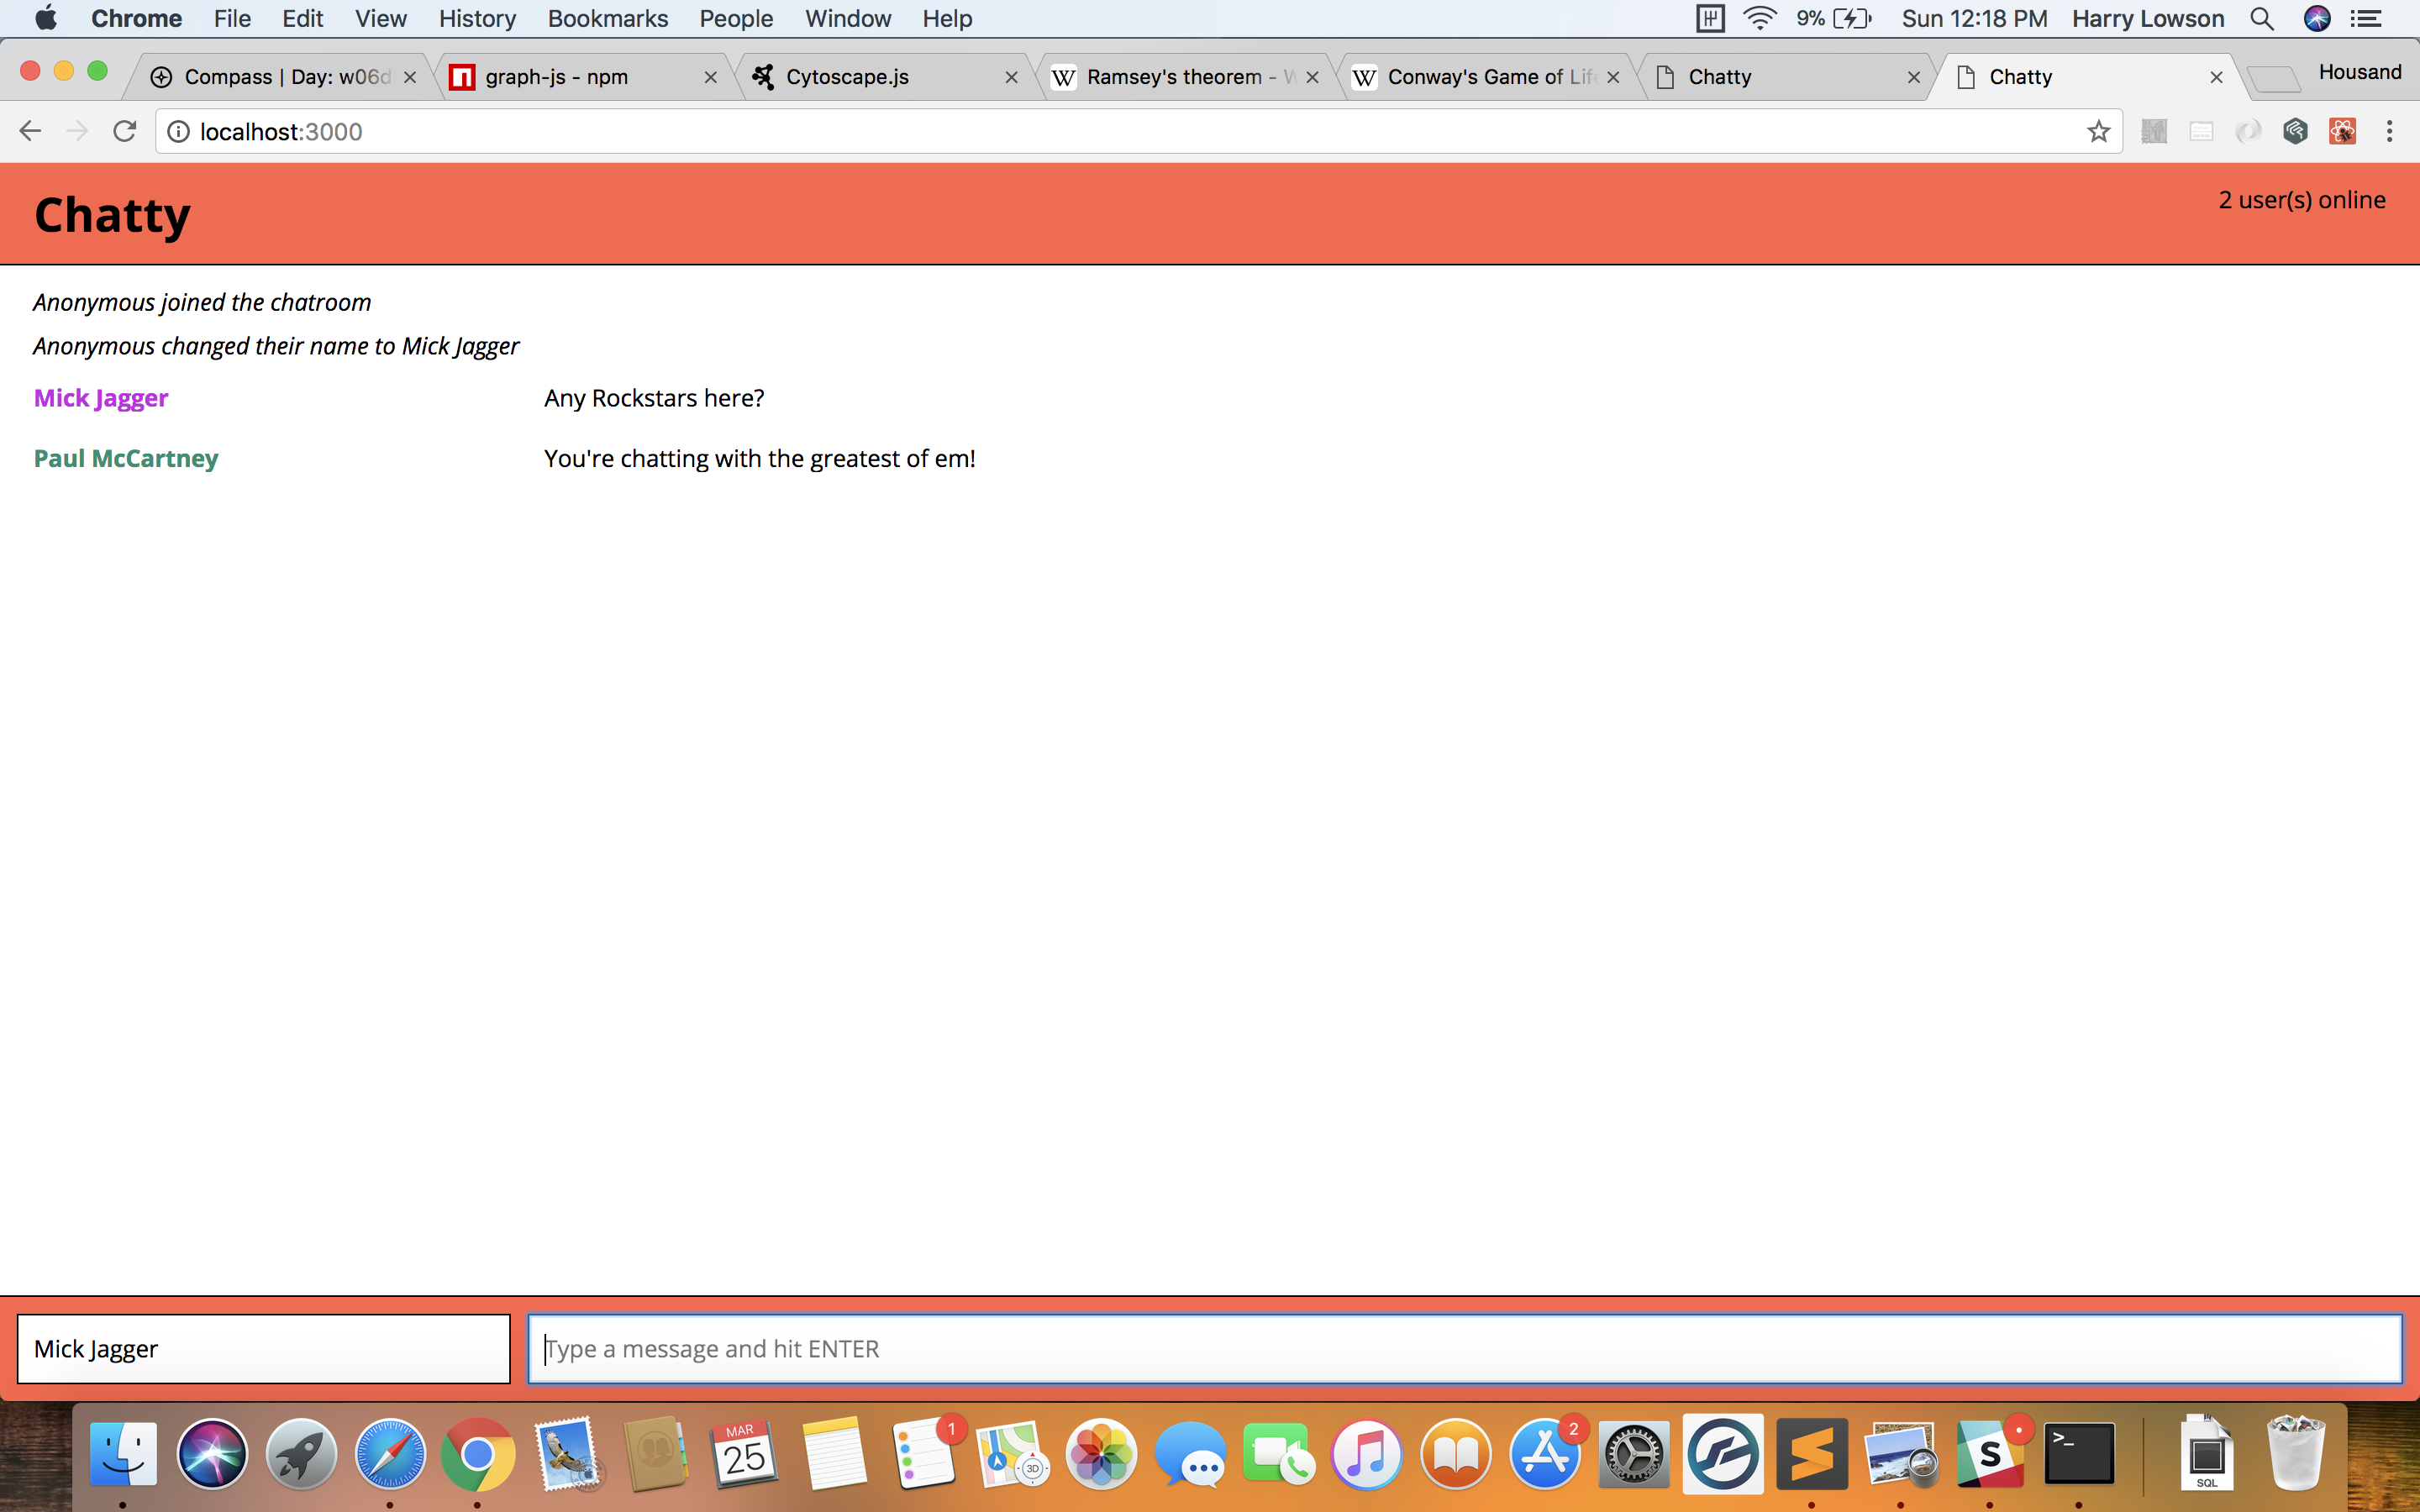 Chrome File Edit View History Bookmarks People Window Help 9% Sun 12:18 PM Harry Lowson
Compass | Day: w06d graph-js - npm Cytoscape.js Ramsey's theorem - W Conway's Game of Life Chatty Chatty Housand
localhost:3000
Chatty 2 user(s) online
Anonymous joined the chatroom
Anonymous changed their name to Mick Jagger
Mick Jagger Any Rockstars here?
Paul McCartney You're chatting with the greatest of em!
Mick Jagger Type a message and hit ENTER
MAR
25
1
3D
2
S
>_
SQL